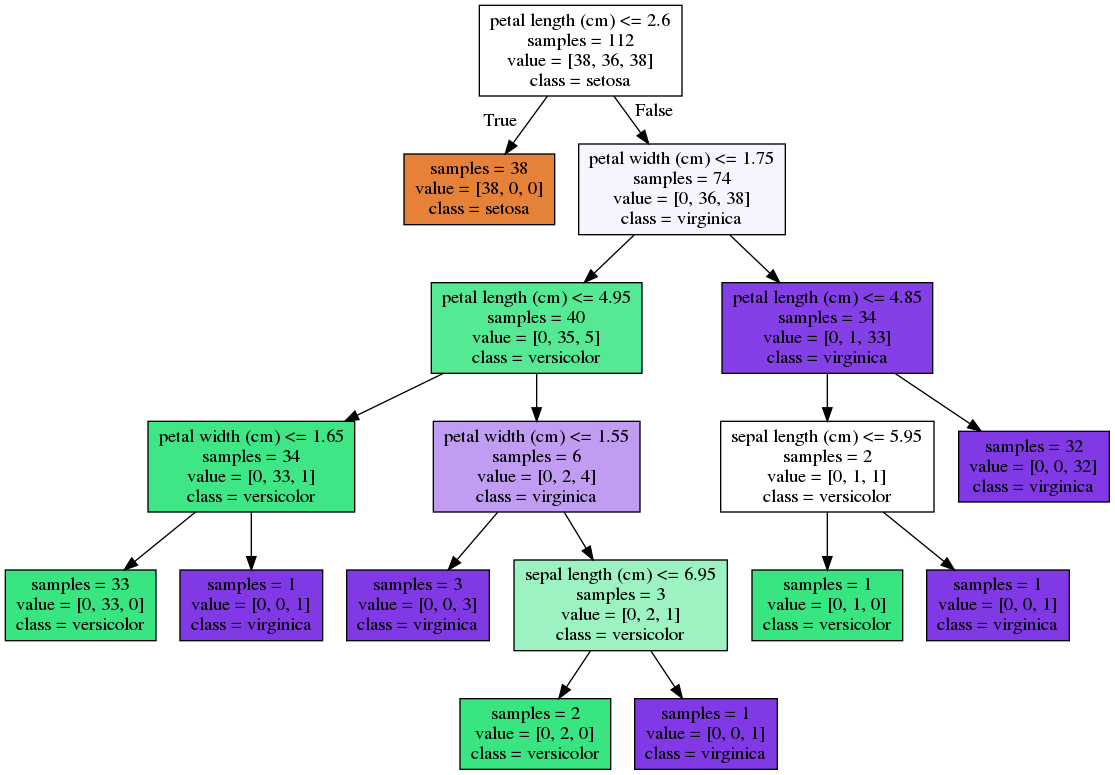 petal length (cm) <= 2.6
samples = 112
value = [38, 36, 38]
class = setosa
True
False
samples = 38
value = [38, 0, 0]
class = setosa
petal width (cm) <= 1.75
samples = 74
value = [0, 36, 38]
class = virginica
petal length (cm) <= 4.95
samples = 40
value = [0, 35, 5]
class = versicolor
petal length (cm) <= 4.85
samples = 34
value = [0, 1, 33]
class = virginica
petal width (cm) <= 1.65
samples = 34
value = [0, 33, 1]
class = versicolor
petal width (cm) <= 1.55
samples = 6
value = [0, 2, 4]
class = virginica
sepal length (cm) <= 5.95
samples = 2
value = [0, 1, 1]
class = versicolor
samples = 32
value = [0, 0, 32]
class = virginica
samples = 33
value = [0, 33, 0]
class = versicolor
samples = 1
value = [0, 0, 1]
class = virginica
samples = 3
value = [0, 0, 3]
class = virginica
sepal length (cm) <= 6.95
samples = 3
value = [0, 2, 1]
class = versicolor
samples = 1
value = [0, 1, 0]
class = versicolor
samples = 1
value = [0, 0, 1]
class = virginica
samples = 2
value = [0, 2, 0]
class = versicolor
samples = 1
value = [0, 0, 1]
class = virginica